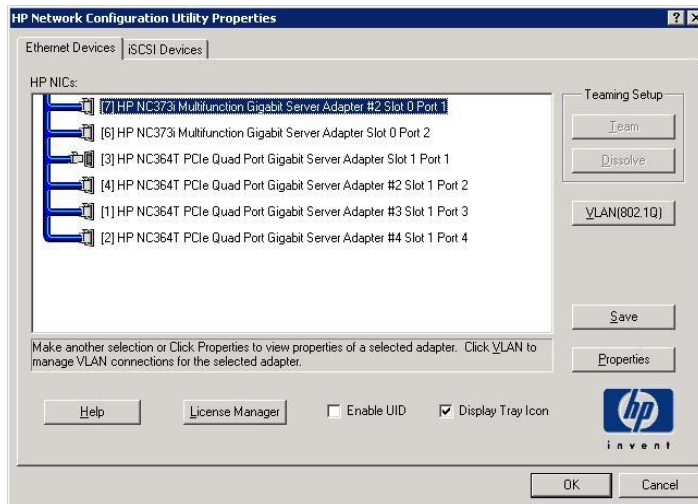 HP Network Configuration Utility Properties
Ethernet Devices
iSCSI Devices
HP NICs:
[7] HP NC373i Multifunction Gigabit Server Adapter #2 Slot 0 Port 1
[6] HP NC373i Multifunction Gigabit Server Adapter Slot 0 Port 2
[3] HP NC364T PCIe Quad Port Gigabit Server Adapter Slot 1 Port 1
[4] HP NC364T PCIe Quad Port Gigabit Server Adapter #2 Slot 1 Port 2
[1] HP NC364T PCIe Quad Port Gigabit Server Adapter #3 Slot 1 Port 3
[2] HP NC364T PCIe Quad Port Gigabit Server Adapter #4 Slot 1 Port 4
Teaming Setup
Team
Dissolve
VLAN(802.1Q)
Save
Make another selection or Click Properties to view properties of a selected adapter. Click VLAN to
manage VLAN connections for the selected adapter.
Properties
Help
License Manager
Enable UID
Display Tray Icon
hp
invent
OK
Cancel